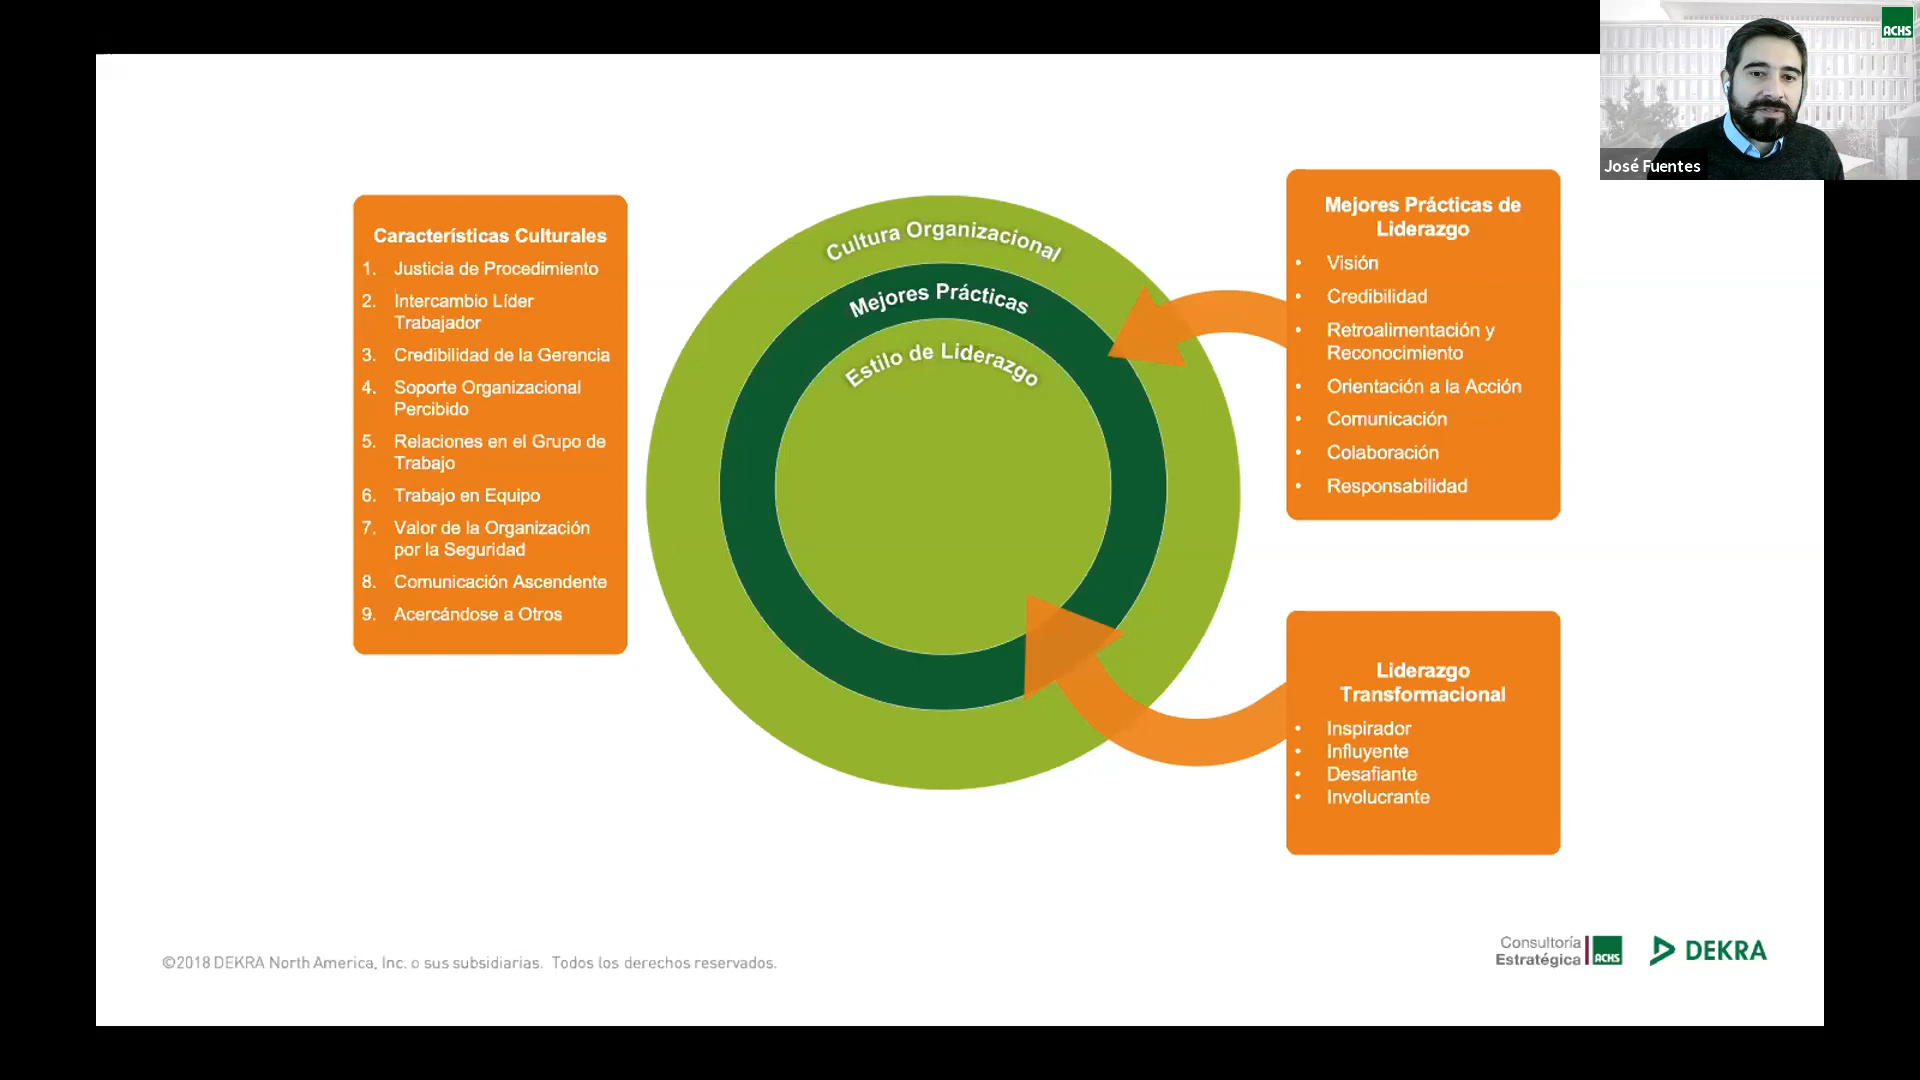 ACHS
José Fuentes
Características Culturales
1. Justicia de Procedimiento
2. Intercambio Líder
Trabajador
3. Credibilidad de la Gerencia
4. Soporte Organizacional
Percibido
5. Relaciones en el Grupo de
Trabajo
6. Trabajo en Equipo
7. Valor de la Organización
por la Seguridad
8. Comunicación Ascendente
9. Acercándose a Otros
Cultura Organizacional
Mejores Prácticas
Estilo de Liderazgo
Mejores Prácticas de
Liderazgo
• Visión
• Credibilidad
• Retroalimentación y
Reconocimiento
• Orientación a la Acción
• Comunicación
• Colaboración
• Responsabilidad
Liderazgo
Transformacional
• Inspirador
• Influyente
• Desafiante
• Involucrante
©2018 DEKRA North America, Inc. o sus subsidiarias. Todos los derechos reservados.
Consultoría
Estratégica
ACHS
DEKRA